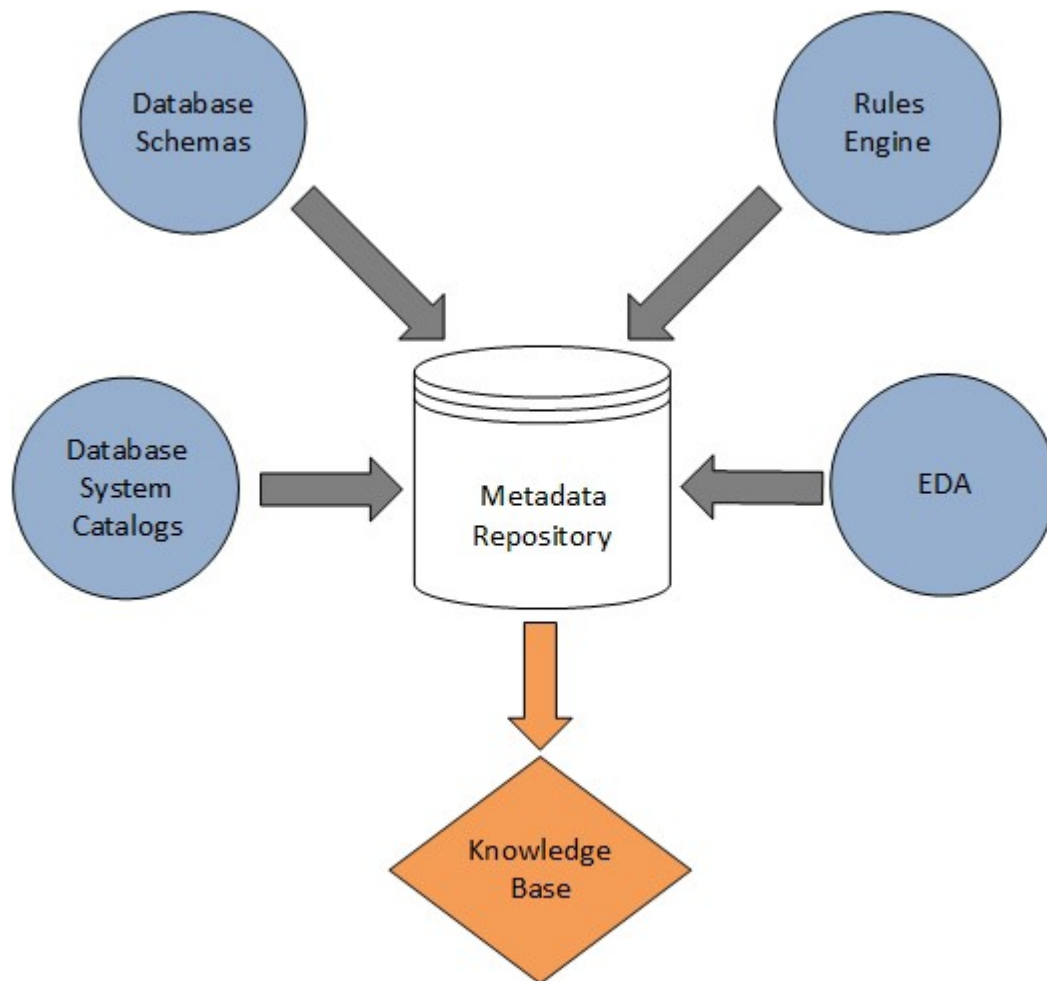 Database
Schemas
Rules
Engine
Database
System
Catalogs
Metadata
Repository
EDA
Knowledge
Base